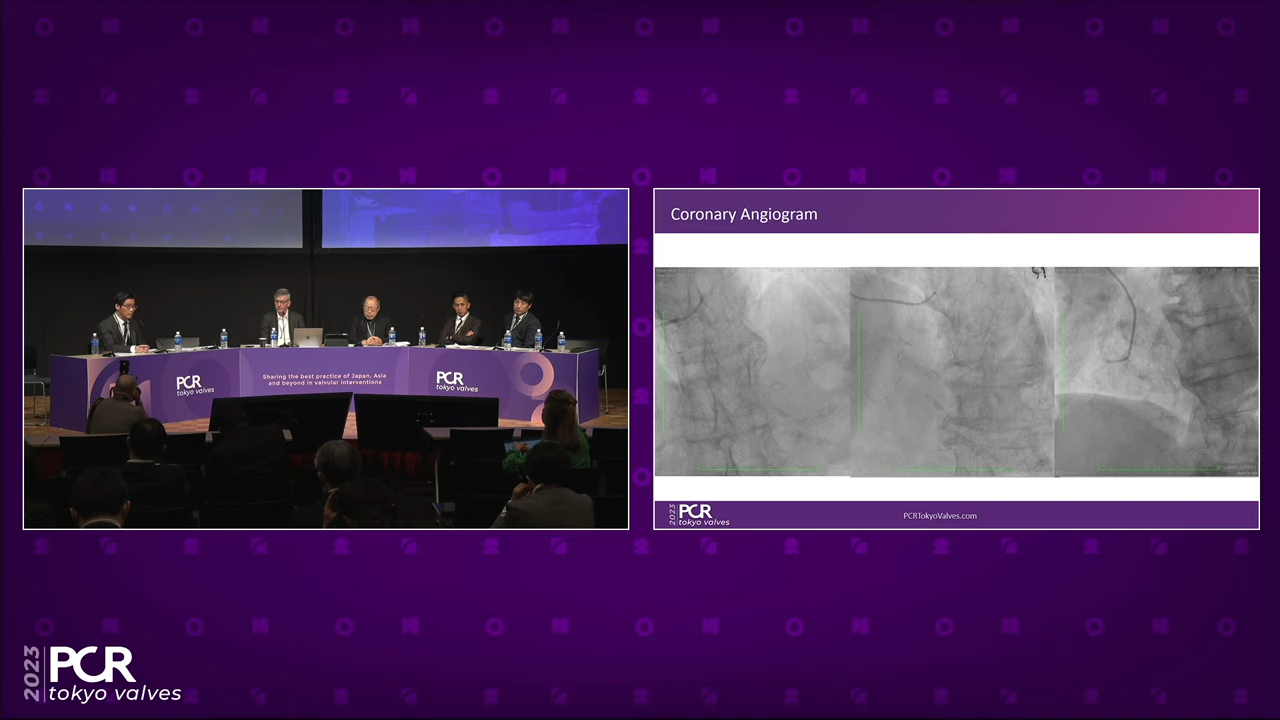 PCR
tokyo valves
Sharing the best practice of Japan, Asia
and beyond in valvular interventions
PCR
tokyo valves
Coronary Angiogram
2023
PCR
tokyo valves
PCRTokyoValves.com
2023
PCR
tokyo valves